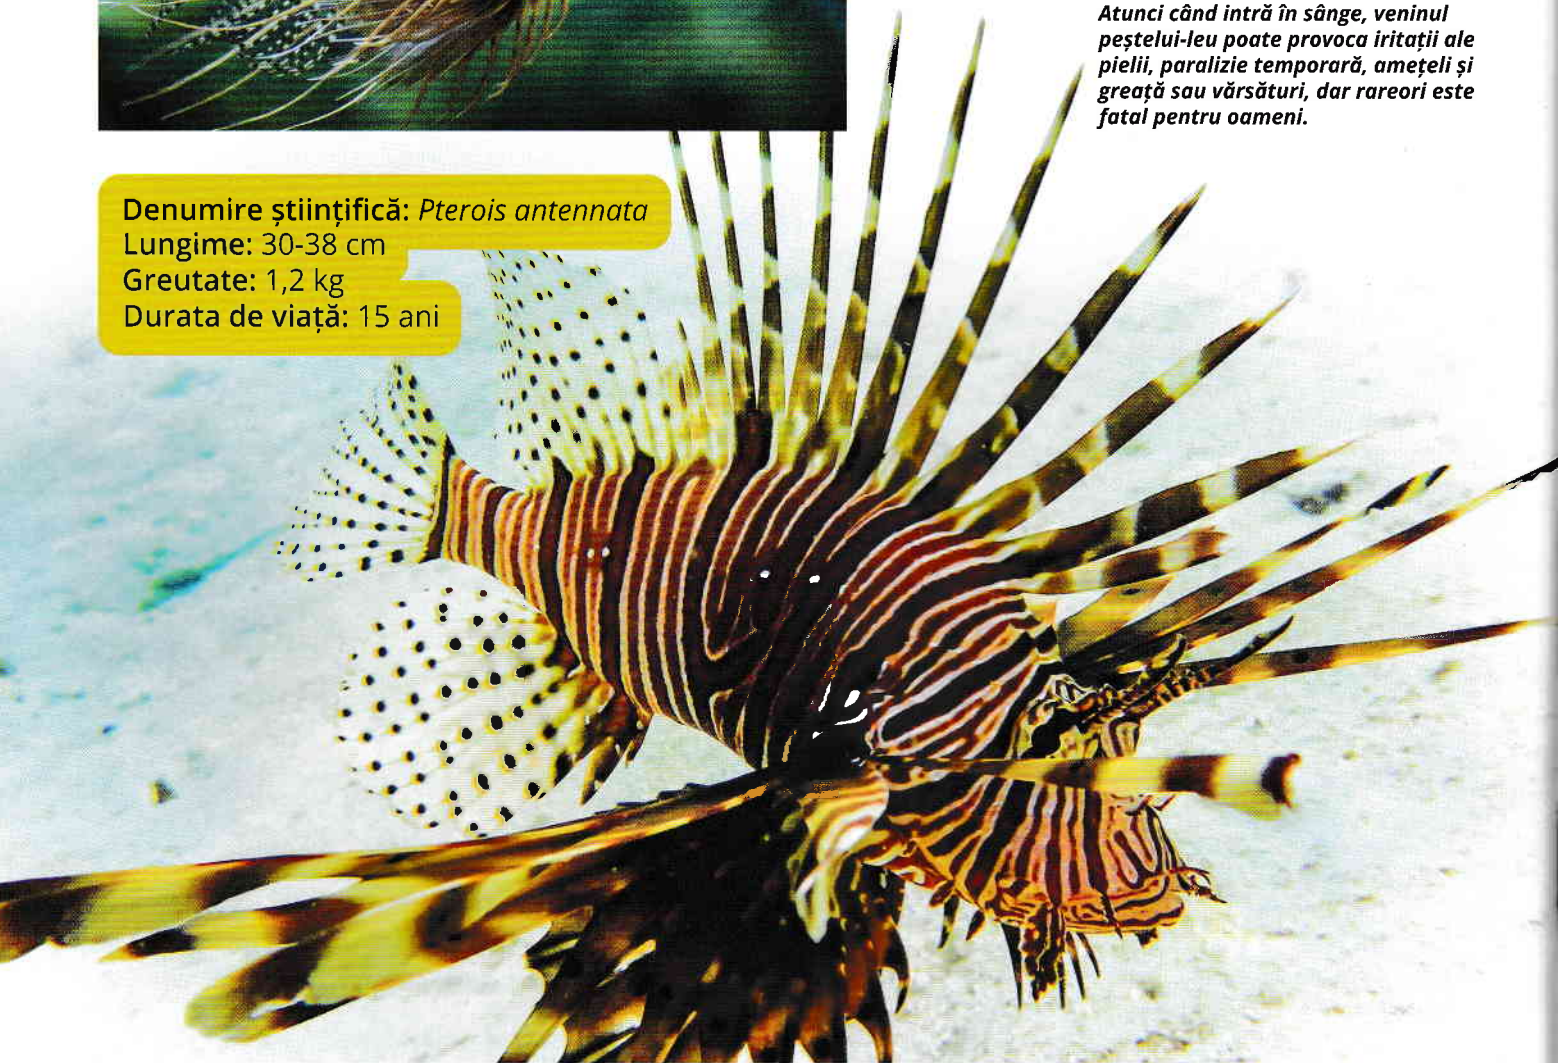 Atunci când intră în sânge, veninul
peștelui-leu poate provoca iritații ale
pielii, paralizie temporară, amețeli și
greață sau vărsături, dar rareori este
fatal pentru oameni.
Denumire științifică: Pterois antennata
Lungime: 30-38 cm
Greutate: 1,2 kg
Durata de viață: 15 ani